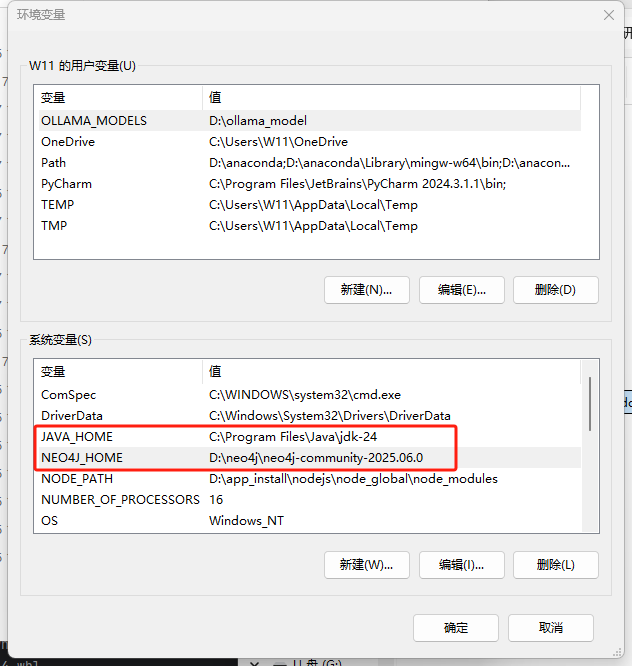 环境变量
W11 的用户变量(U)
变量 值
OLLAMA_MODELS D:\ollama_model
OneDrive C:\Users\W11\OneDrive
Path D:\anaconda;D:\anaconda\Library\mingw-w64\bin;D:\anacon...
PyCharm C:\Program Files\JetBrains\PyCharm 2024.3.1.1\bin;
TEMP C:\Users\W11\AppData\Local\Temp
TMP C:\Users\W11\AppData\Local\Temp
新建(N)... 编辑(E)... 删除(D)
系统变量(S)
变量 值
ComSpec C:\WINDOWS\system32\cmd.exe
DriverData C:\Windows\System32\Drivers\DriverData
JAVA_HOME C:\Program Files\Java\jdk-24
NEO4J_HOME D:\neo4j\neo4j-community-2025.06.0
NODE_PATH D:\app_install\nodejs\node_global\node_modules
NUMBER_OF_PROCESSORS 16
OS Windows_NT
新建(W)... 编辑(I)... 删除(L)
确定 取消